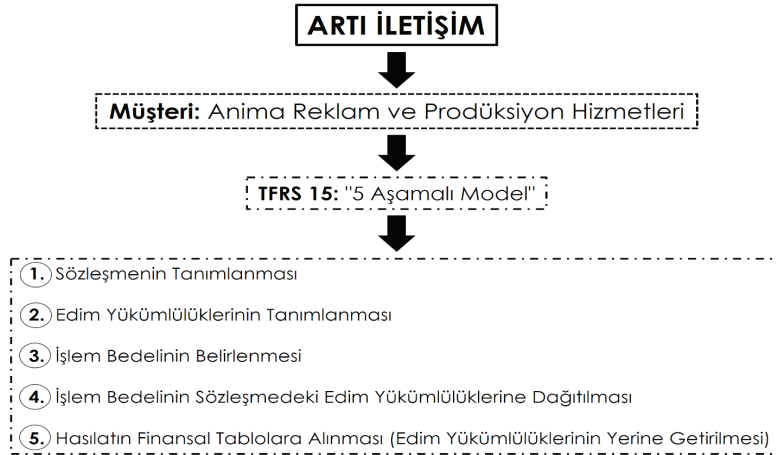 ARTI İLETİŞİM
Müşteri: Anima Reklam ve Prodüksiyon Hizmetleri
TFRS 15: "5 Aşamalı Model"
1. Sözleşmenin Tanımlanması
2. Edim Yükümlülüklerinin Tanımlanması
3. İşlem Bedelinin Belirlenmesi
4. İşlem Bedelinin Sözleşmedeki Edim Yükümlülüklerine Dağıtılması
5. Hasılatın Finansal Tablolara Alınması (Edim Yükümlülüklerinin Yerine Getirilmesi)